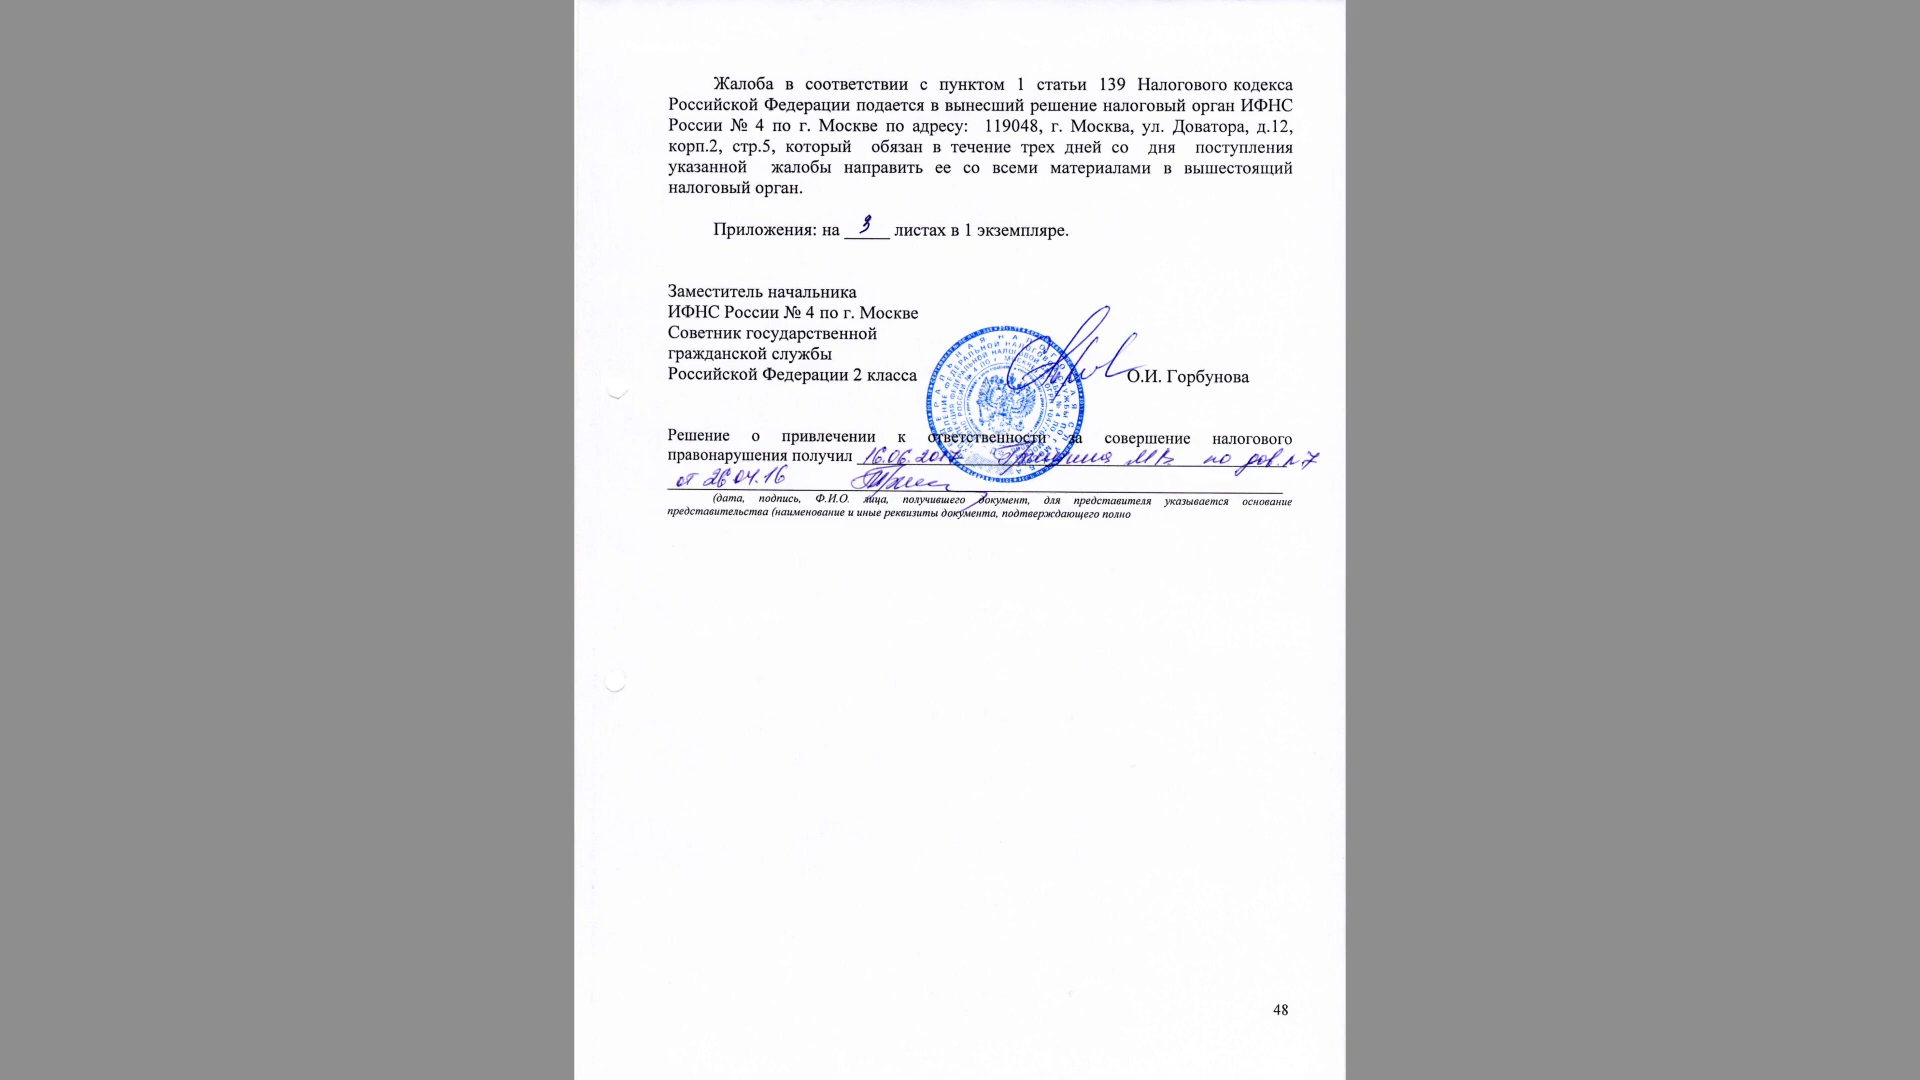 Жалоба в соответствии с пунктом 1 статьи 139 Налогового кодекса
Российской Федерации подается в вынесший решение налоговый орган ИФНС
России № 4 по г. Москве по адресу: 119048, г. Москва, ул. Доватора, д.12,
корп.2, стр.5, который обязан в течение трех дней со дня поступления
указанной жалобы направить ее со всеми материалами в вышестоящий
налоговый орган.
Приложения: на 3 листах в 1 экземпляре.
Заместитель начальника
ИФНС России № 4 по г. Москве
Советник государственной
гражданской службы
Российской Федерации 2 класса
О.И. Горбунова
Решение о привлечении к ответственности за совершение налогового
правонарушения получил 16.06. по дов. № 7
от 26 04.16
(дата, подпись, Ф.И.О. лица, получившего документ, для представителя указывается основание
представительства (наименование и иные реквизиты документа, подтверждающего полно
48